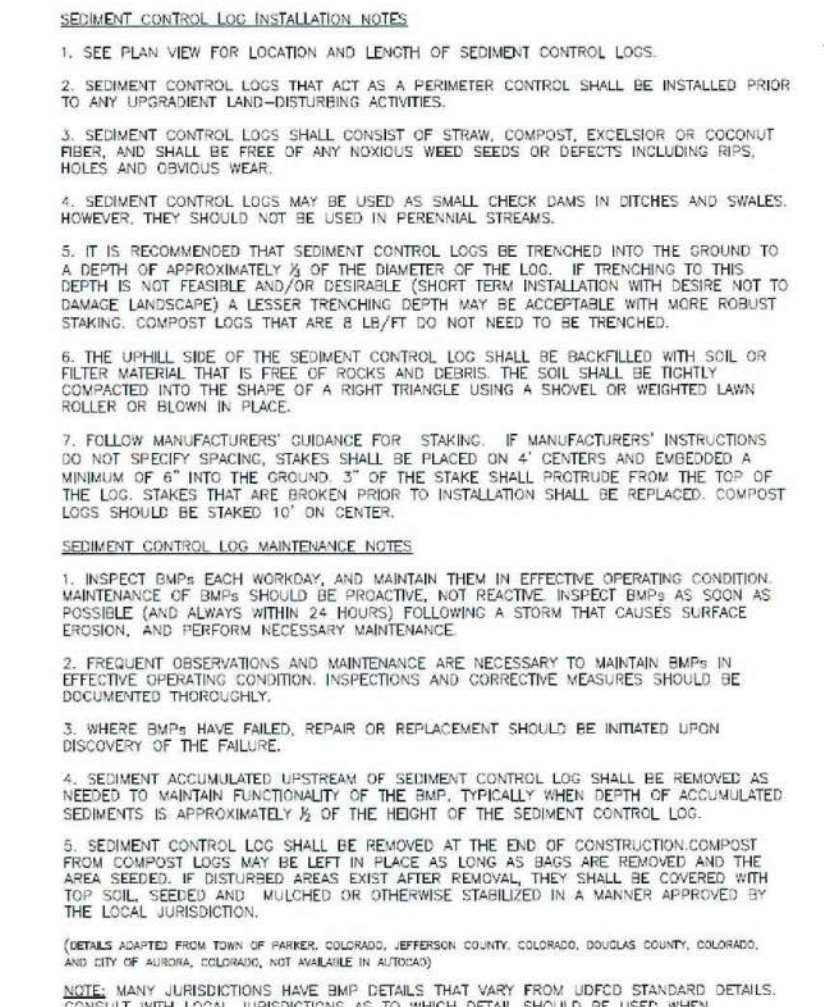 SEDIMENT CONTROL LOG INSTALLATION NOTES
1. SEE PLAN VIEW FOR LOCATION AND LENGTH OF SEDIMENT CONTROL LOGS.
2. SEDIMENT CONTROL LOGS THAT ACT AS A PERIMETER CONTROL SHALL BE INSTALLED PRIOR
TO ANY UPGRADIENT LAND-DISTURBING ACTIVITIES.
3. SEDIMENT CONTROL LOGS SHALL CONSIST OF STRAW, COMPOST, EXCELSIOR OR COCONUT
FIBER, AND SHALL BE FREE OF ANY NOXIOUS WEED SEEDS OR DEFECTS INCLUDING RIPS,
HOLES AND OBVIOUS WEAR.
4. SEDIMENT CONTROL LOGS MAY BE USED AS SMALL CHECK DAMS IN DITCHES AND SWALES.
HOWEVER, THEY SHOULD NOT BE USED IN PERENNIAL STREAMS.
5. IT IS RECOMMENDED THAT SEDIMENT CONTROL LOGS BE TRENCHED INTO THE GROUND TO
A DEPTH OF APPROXIMATELY ⅓ OF THE DIAMETER OF THE LOG. IF TRENCHING TO THIS
DEPTH IS NOT FEASIBLE AND/OR DESIRABLE (SHORT TERM INSTALLATION WITH DESIRE NOT TO
DAMAGE LANDSCAPE) A LESSER TRENCHING DEPTH MAY BE ACCEPTABLE WITH MORE ROBUST
STAKING. COMPOST LOGS THAT ARE 8 LB/FT DO NOT NEED TO BE TRENCHED.
6. THE UPHILL SIDE OF THE SEDIMENT CONTROL LOG SHALL BE BACKFILLED WITH SOIL OR
FILTER MATERIAL THAT IS FREE OF ROCKS AND DEBRIS. THE SOIL SHALL BE TIGHTLY
COMPACTED INTO THE SHAPE OF A RIGHT TRIANGLE USING A SHOVEL OR WEIGHTED LAWN
ROLLER OR BLOWN IN PLACE.
7. FOLLOW MANUFACTURERS' GUIDANCE FOR STAKING. IF MANUFACTURERS' INSTRUCTIONS
DO NOT SPECIFY SPACING, STAKES SHALL BE PLACED ON 4' CENTERS AND EMBEDDED A
MINIMUM OF 6" INTO THE GROUND. 3" OF THE STAKE SHALL PROTRUDE FROM THE TOP OF
THE LOG. STAKES THAT ARE BROKEN PRIOR TO INSTALLATION SHALL BE REPLACED. COMPOST
LOGS SHOULD BE STAKED 10' ON CENTER.
SEDIMENT CONTROL LOG MAINTENANCE NOTES
1. INSPECT BMPs EACH WORKDAY, AND MAINTAIN THEM IN EFFECTIVE OPERATING CONDITION.
MAINTENANCE OF BMPs SHOULD BE PROACTIVE, NOT REACTIVE. INSPECT BMPs AS SOON AS
POSSIBLE (AND ALWAYS WITHIN 24 HOURS) FOLLOWING A STORM THAT CAUSES SURFACE
EROSION, AND PERFORM NECESSARY MAINTENANCE.
2. FREQUENT OBSERVATIONS AND MAINTENANCE ARE NECESSARY TO MAINTAIN BMPs IN
EFFECTIVE OPERATING CONDITION. INSPECTIONS AND CORRECTIVE MEASURES SHOULD BE
DOCUMENTED THOROUGHLY.
3. WHERE BMPs HAVE FAILED, REPAIR OR REPLACEMENT SHOULD BE INITIATED UPON
DISCOVERY OF THE FAILURE.
4. SEDIMENT ACCUMULATED UPSTREAM OF SEDIMENT CONTROL LOG SHALL BE REMOVED AS
NEEDED TO MAINTAIN FUNCTIONALITY OF THE BMP, TYPICALLY WHEN DEPTH OF ACCUMULATED
SEDIMENTS IS APPROXIMATELY ½ OF THE HEIGHT OF THE SEDIMENT CONTROL LOG.
5. SEDIMENT CONTROL LOG SHALL BE REMOVED AT THE END OF CONSTRUCTION.COMPOST
FROM COMPOST LOGS MAY BE LEFT IN PLACE AS LONG AS BAGS ARE REMOVED AND THE
AREA SEEDED. IF DISTURBED AREAS EXIST AFTER REMOVAL, THEY SHALL BE COVERED WITH
TOP SOIL, SEEDED AND MULCHED OR OTHERWISE STABILIZED IN A MANNER APPROVED BY
THE LOCAL JURISDICTION.
(DETAILS ADAPTED FROM TOWN OF PARKER, COLORADO, JEFFERSON COUNTY, COLORADO, DOUGLAS COUNTY, COLORADO,
AND CITY OF AURORA, COLORADO, NOT AVAILABLE IN AUTOCAD)
NOTE: MANY JURISDICTIONS HAVE BMP DETAILS THAT VARY FROM UDFCD STANDARD DETAILS.
CONSULT WITH LOCAL JURISDICTIONS AS TO WHICH DETAIL SHOULD BE USED WHEN